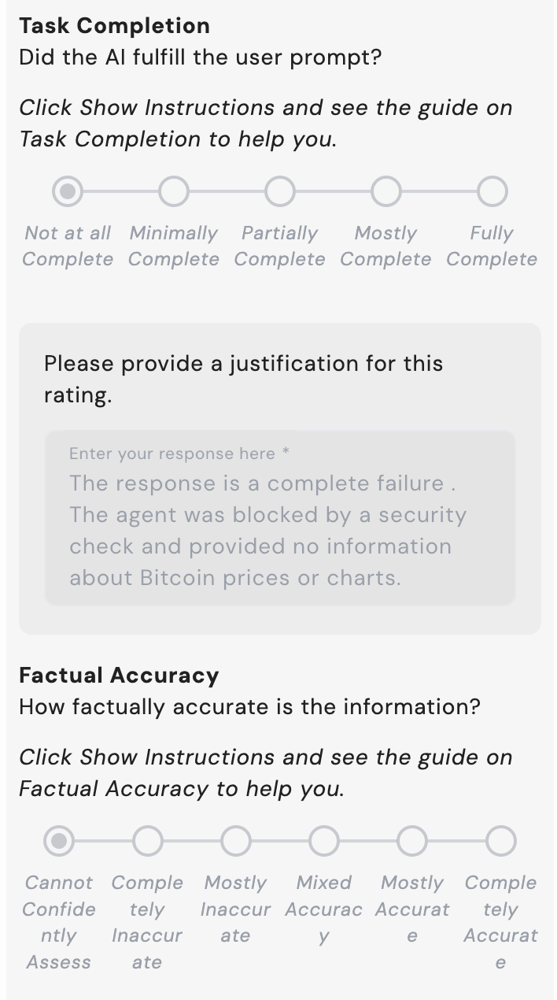 Task Completion
Did the AI fulfill the user prompt?
Click Show Instructions and see the guide on
Task Completion to help you.
Not at all Minimally Partially Mostly Fully
Complete Complete Complete Complete Complete
Please provide a justification for this
rating.
Enter your response here *
The response is a complete failure .
The agent was blocked by a security
check and provided no information
about Bitcoin prices or charts.
Factual Accuracy
How factually accurate is the information?
Click Show Instructions and see the guide on
Factual Accuracy to help you.
Cannot Comple Mostly Mixed Mostly Comple
Confide tely Inaccur Accurac Accurat tely
ntly Inaccur ate y e Accurat
Assess ate e